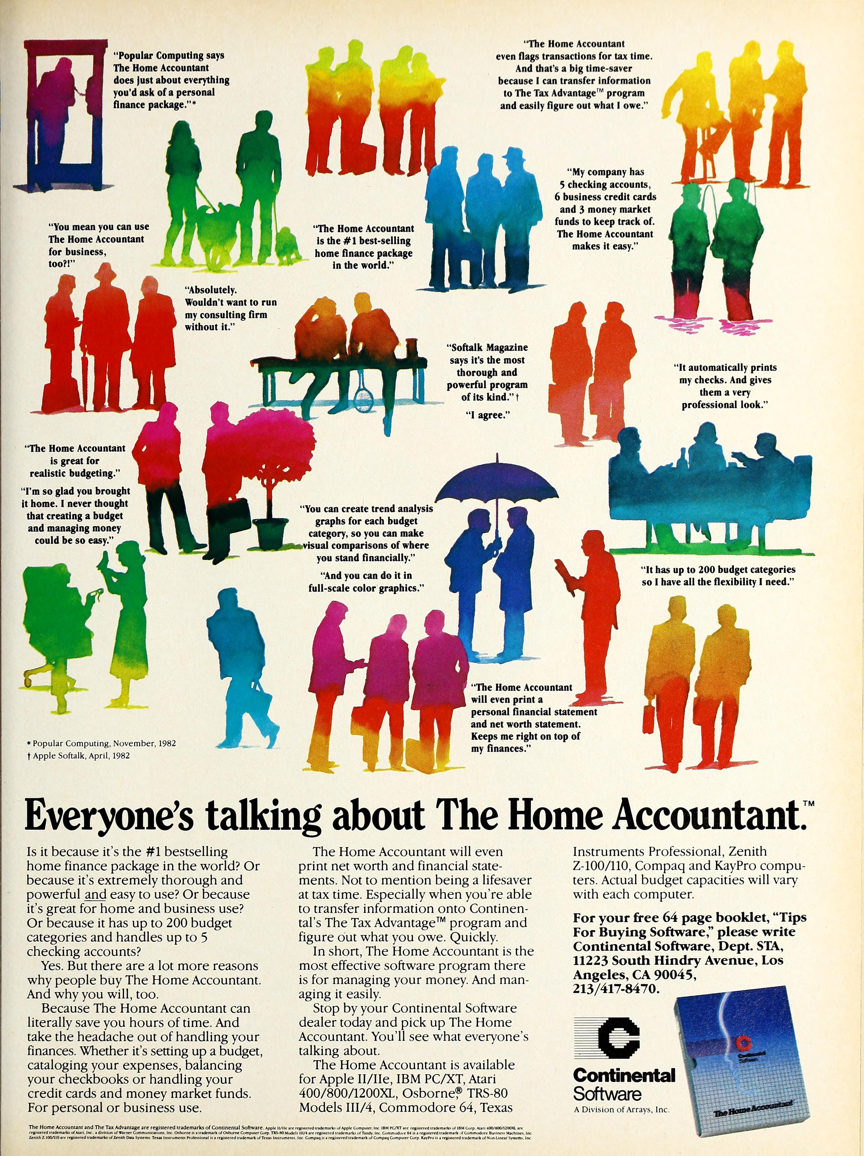 "Popular Computing says
The Home Accountant
does just about everything
you'd ask of a personal
finance package."*
"The Home Accountant
even flags transactions for tax time.
And that's a big time-saver
because I can transfer information
to The Tax Advantage™ program
and easily figure out what I owe."
"My company has
5 checking accounts,
6 business credit cards
and 3 money market
funds to keep track of.
The Home Accountant
makes it easy."
"You mean you can use
The Home Accountant
for business,
too?!"
"The Home Accountant
is the #1 best-selling
home finance package
in the world."
"Absolutely.
Wouldn't want to run
my consulting firm
without it."
"Softalk Magazine
says it's the most
thorough and
powerful program
of its kind."†
"I agree."
"It automatically prints
my checks. And gives
them a very
professional look."
"The Home Accountant
is great for
realistic budgeting."
"I'm so glad you brought
it home. I never thought
that creating a budget
and managing money
could be so easy."
"You can create trend analysis
graphs for each budget
category, so you can make
visual comparisons of where
you stand financially."
"And you can do it in
full-scale color graphics."
"It has up to 200 budget categories
so I have all the flexibility I need."
"The Home Accountant
will even print a
personal financial statement
and net worth statement.
Keeps me right on top of
my finances."
* Popular Computing, November, 1982
† Apple Softalk, April, 1982
Everyone's talking about The Home Accountant.™
Is it because it's the #1 bestselling
home finance package in the world? Or
because it's extremely thorough and
powerful and easy to use? Or because
it's great for home and business use?
Or because it has up to 200 budget
categories and handles up to 5
checking accounts?
Yes. But there are a lot more reasons
why people buy The Home Accountant.
And why you will, too.
Because The Home Accountant can
literally save you hours of time. And
take the headache out of handling your
finances. Whether it's setting up a budget,
cataloging your expenses, balancing
your checkbooks or handling your
credit cards and money market funds.
For personal or business use.
The Home Accountant will even
print net worth and financial state-
ments. Not to mention being a lifesaver
at tax time. Especially when you're able
to transfer information onto Continen-
tal's The Tax Advantage™ program and
figure out what you owe. Quickly.
In short, The Home Accountant is the
most effective software program there
is for managing your money. And man-
aging it easily.
Stop by your Continental Software
dealer today and pick up The Home
Accountant. You'll see what everyone's
talking about.
The Home Accountant is available
for Apple II/IIe, IBM PC/XT, Atari
400/800/1200XL, Osborne,® TRS-80
Models III/4, Commodore 64, Texas
Instruments Professional, Zenith
Z-100/110, Compaq and KayPro compu-
ters. Actual budget capacities will vary
with each computer.
For your free 64 page booklet, "Tips
For Buying Software," please write
Continental Software, Dept. STA,
11223 South Hindry Avenue, Los
Angeles, CA 90045,
213/417-8470.
Continental
Software
A Division of Arrays, Inc.
Continental
Software
The Home Accountant
The Home Accountant and The Tax Advantage are registered trademarks of Continental Software.